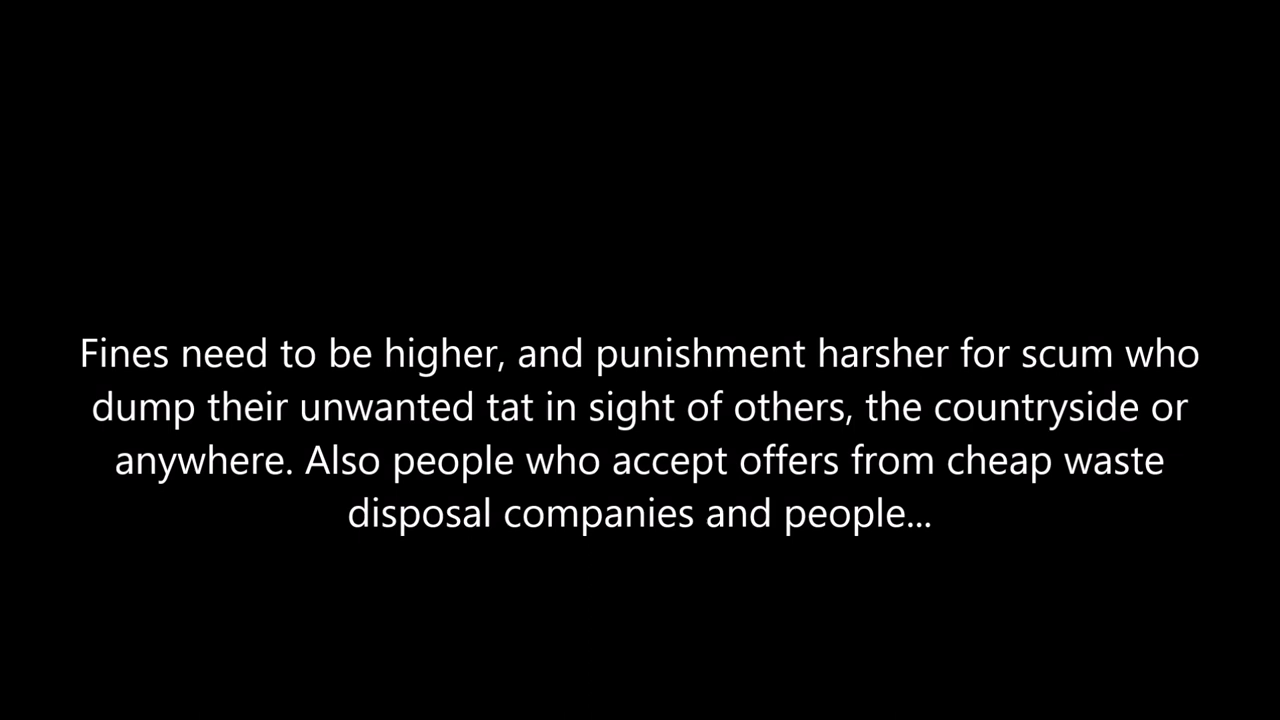 Fines need to be higher, and punishment harsher for scum who
dump their unwanted tat in sight of others, the countryside or
anywhere. Also people who accept offers from cheap waste
disposal companies and people...